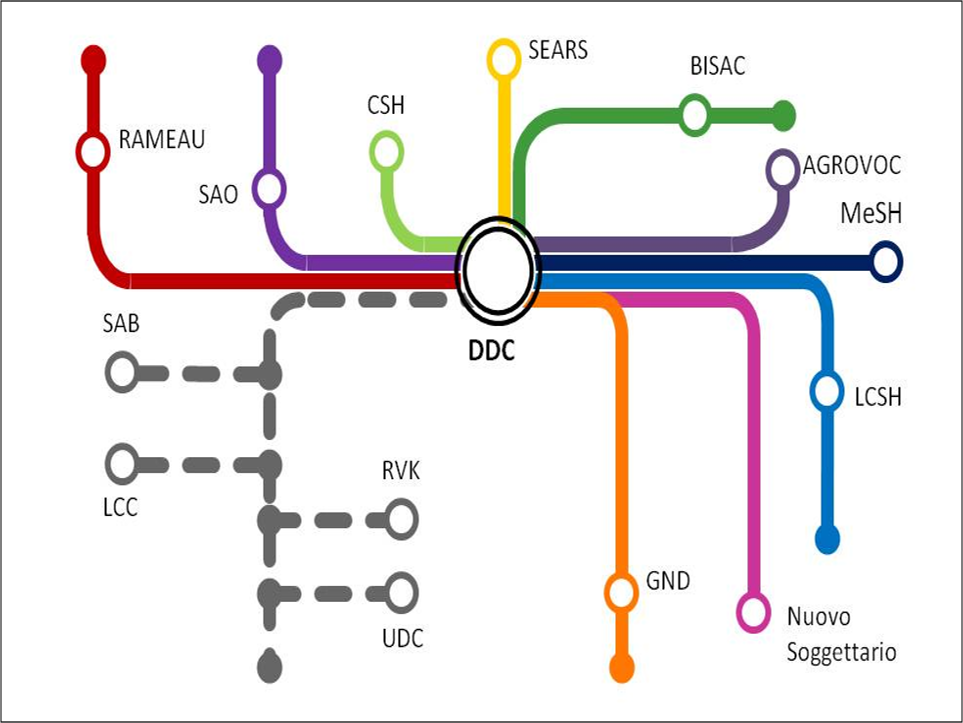 SEARS
BISAC
CSH
RAMEAU
AGROVOC
SAO
MeSH
SAB
DDC
LCSH
RVK
LCC
GND
Nuovo
Soggettario
UDC